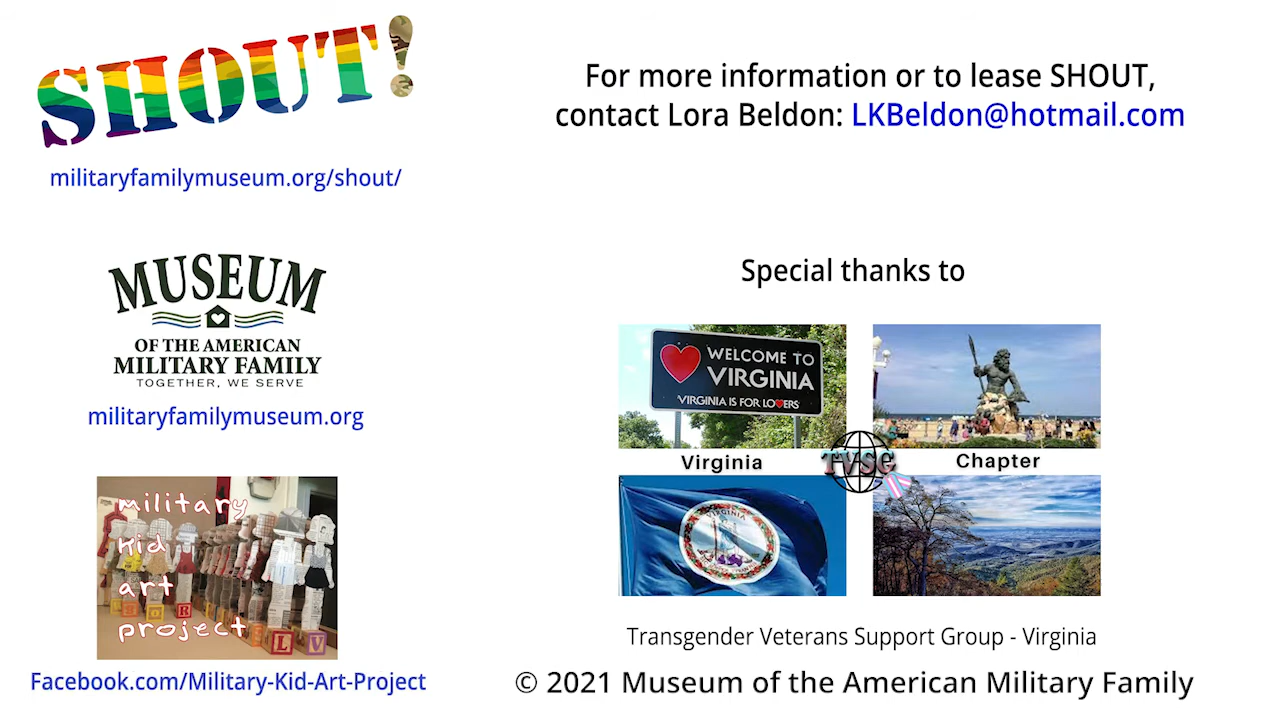 SHOUT!
militaryfamilymuseum.org/shout/
MUSEUM
OF THE AMERICAN
MILITARY FAMILY
TOGETHER, WE SERVE
militaryfamilymuseum.org
military
kid
art
project
L V
Facebook.com/Military-Kid-Art-Project
For more information or to lease SHOUT,
contact Lora Beldon: LKBeldon@hotmail.com
Special thanks to
WELCOME TO
VIRGINIA
VIRGINIA IS FOR LOVERS
Virginia
TVSG
Chapter
VIRGINIA
Transgender Veterans Support Group - Virginia
© 2021 Museum of the American Military Family